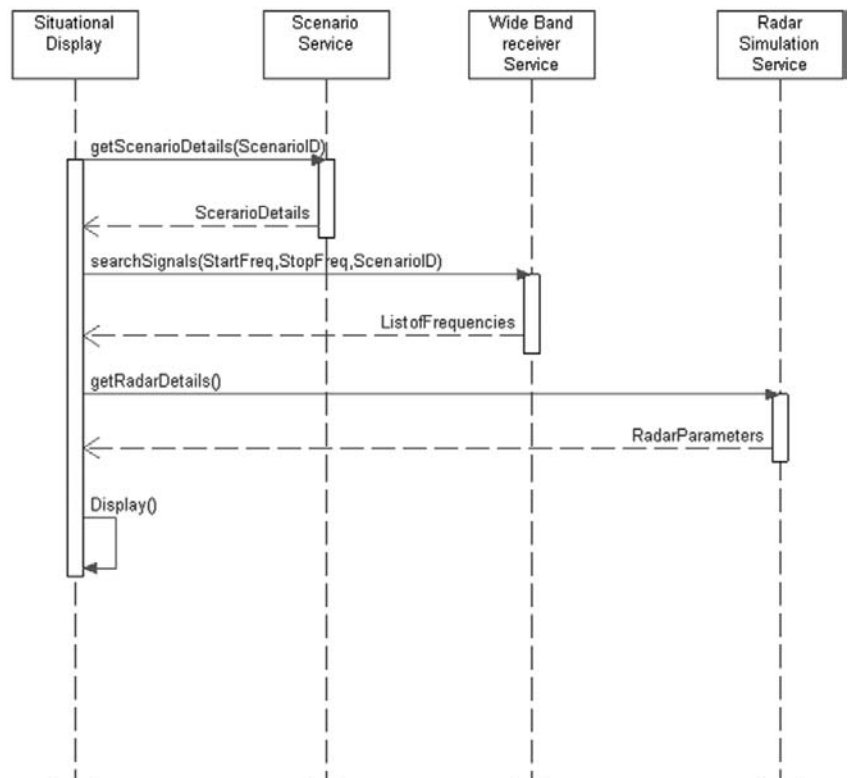 Situational
Display
Scenario
Service
Wide Band
receiver
Service
Radar
Simulation
Service
getScenarioDetails(ScenarioID)
ScerarioDetails
searchSignals(StartFreq,StopFreq,ScenarioID)
ListofFrequencies
getRadarDetails()
RadarParameters
Display()